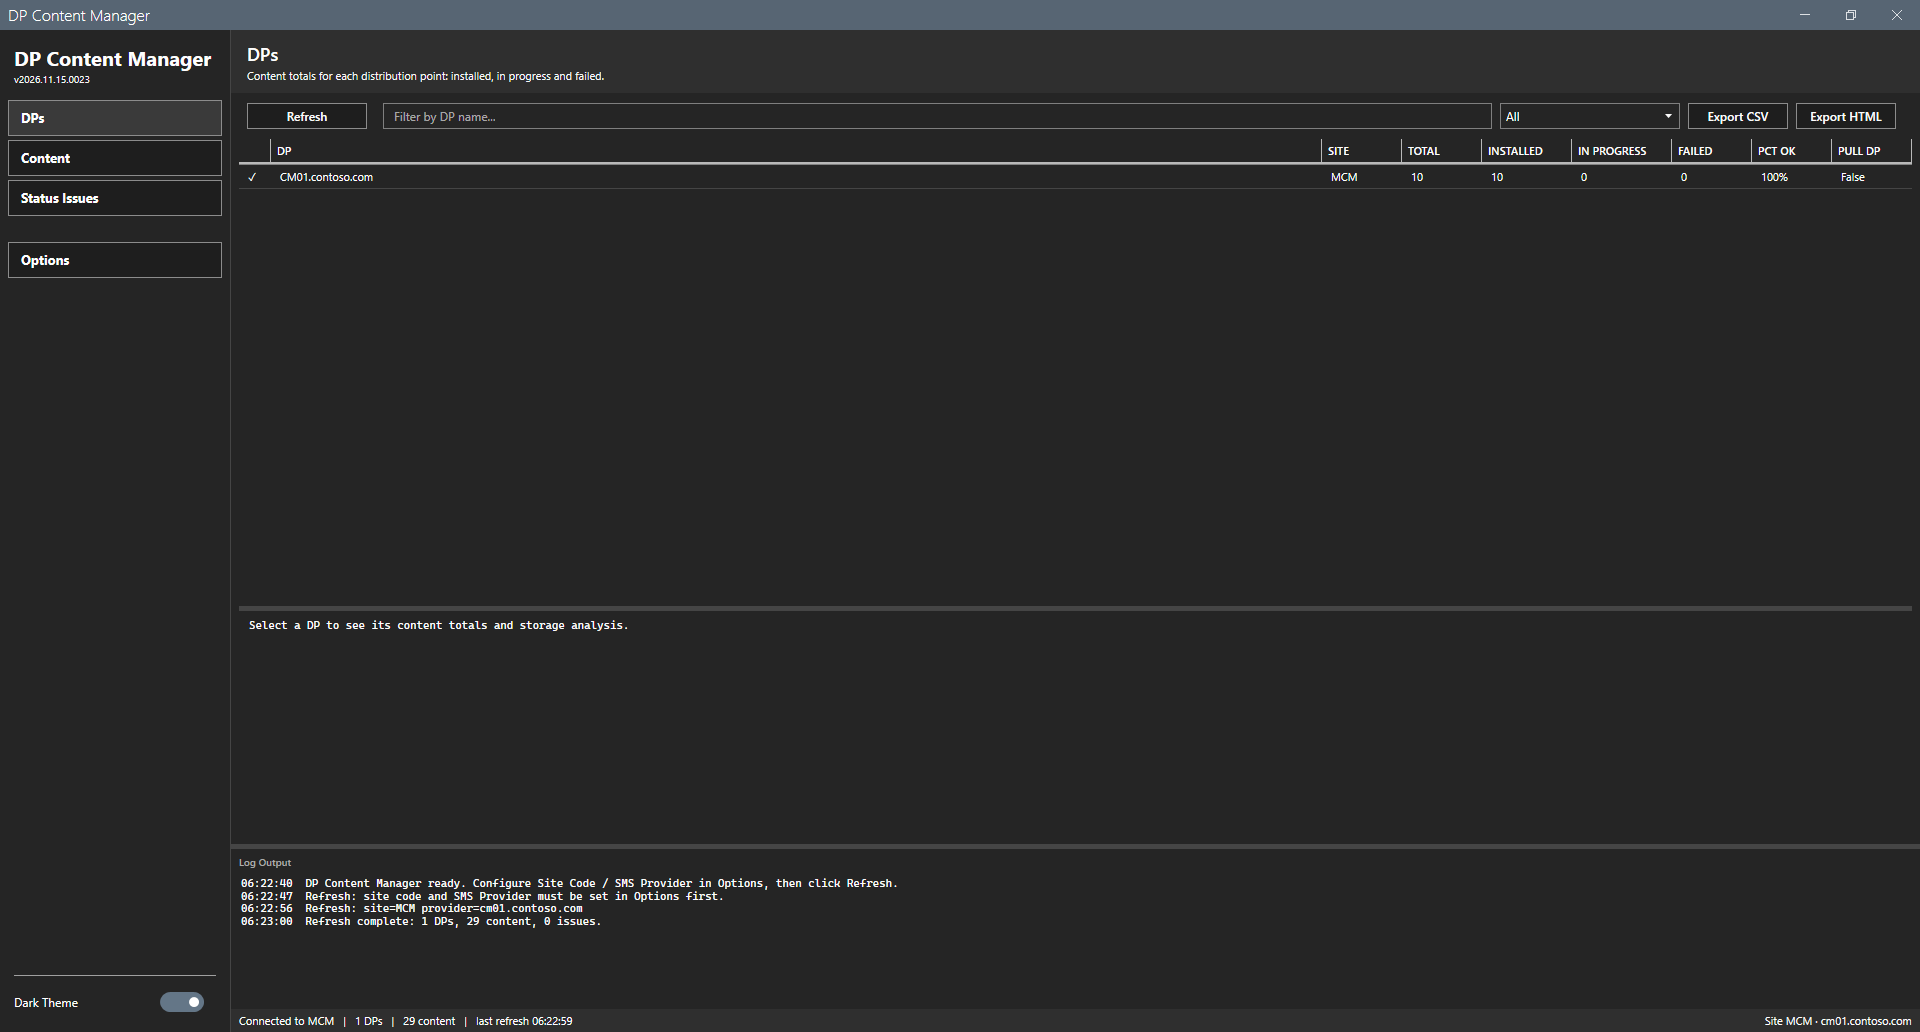 DP Content Manager
DP Content Manager
v2026.11.15.0023
DPs
Content
Status Issues
Options
Dark Theme
DPs
Content totals for each distribution point: installed, in progress and failed.
Refresh
Filter by DP name...
All
Export CSV
Export HTML
DP SITE TOTAL INSTALLED IN PROGRESS FAILED PCT OK PULL DP
✓ CM01.contoso.com MCM 10 10 0 0 100% False
Select a DP to see its content totals and storage analysis.
Log Output
06:22:40 DP Content Manager ready. Configure Site Code / SMS Provider in Options, then click Refresh.
06:22:47 Refresh: site code and SMS Provider must be set in Options first.
06:22:56 Refresh: site=MCM provider=cm01.contoso.com
06:23:00 Refresh complete: 1 DPs, 29 content, 0 issues.
Connected to MCM | 1 DPs | 29 content | last refresh 06:22:59
Site MCM · cm01.contoso.com